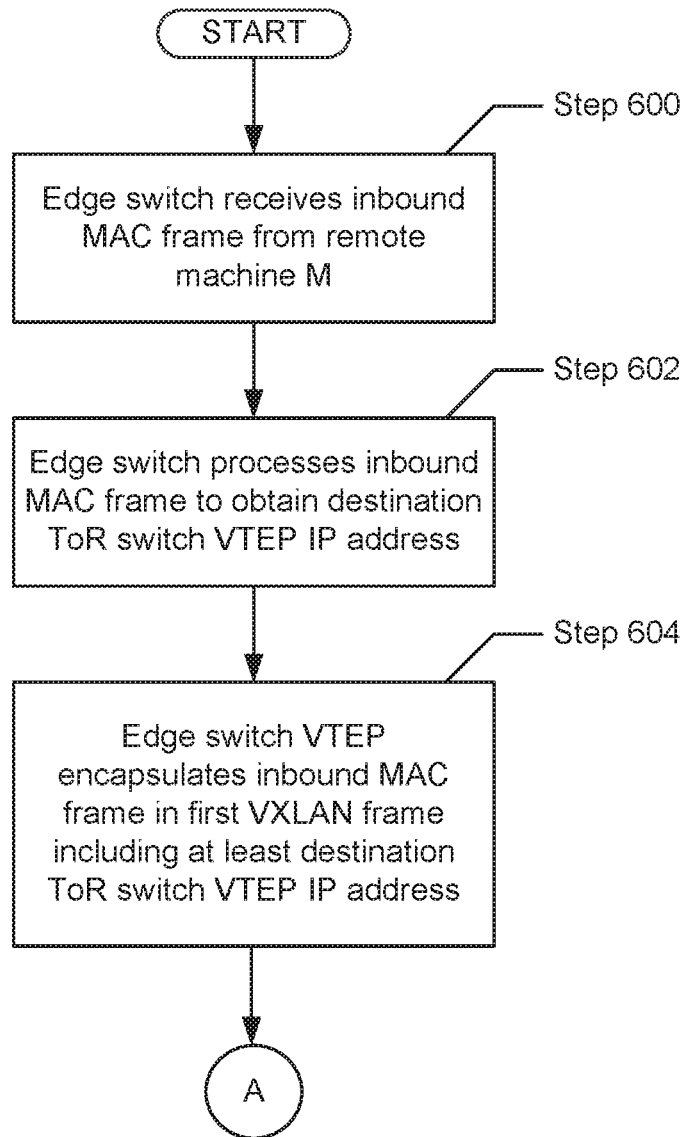 START
Step 600
Edge switch receives inbound
MAC frame from remote
machine M
Step 602
Edge switch processes inbound
MAC frame to obtain destination
ToR switch VTEP IP address
Step 604
Edge switch VTEP
encapsulates inbound MAC
frame in first VXLAN frame
including at least destination
ToR switch VTEP IP address
A